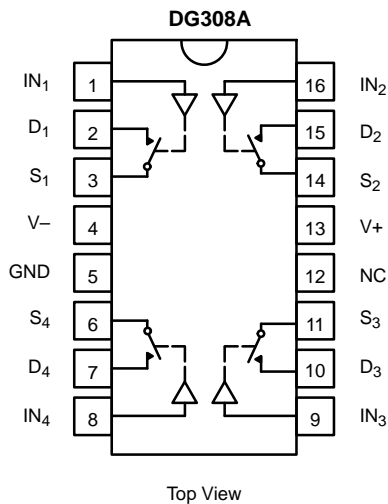 DG308A
IN1 1 16 IN2
D1 2 15 D2
S1 3 14 S2
V– 4 13 V+
GND 5 12 NC
S4 6 11 S3
D4 7 10 D3
IN4 8 9 IN3
Top View